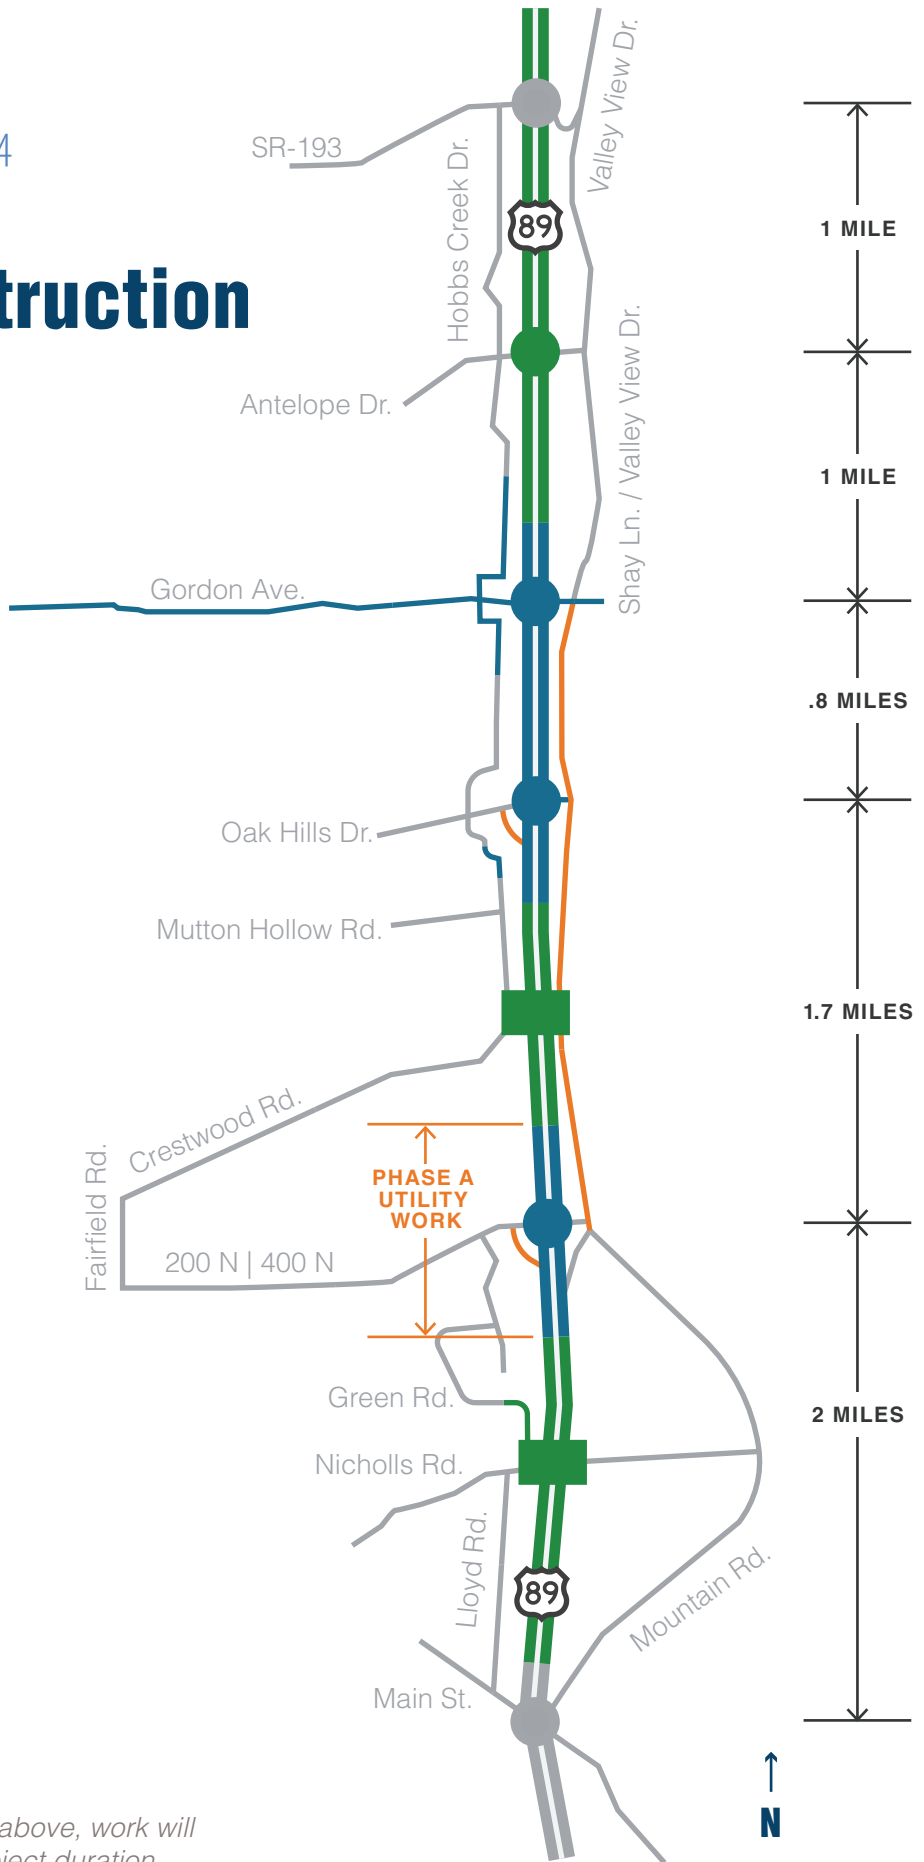 Valley View Dr.
4
SR-193
Hobbs Creek Dr.
89
1 MILE
truction
Shay Ln. / Valley View Dr.
Antelope Dr.
1 MILE
Gordon Ave.
.8 MILES
Oak Hills Dr.
Mutton Hollow Rd.
1.7 MILES
Crestwood Rd.
Fairfield Rd.
PHASE A
UTILITY
WORK
200 N | 400 N
Green Rd.
2 MILES
Nicholls Rd.
Lloyd Rd.
89
Mountain Rd.
Main St.
N
above, work will
ject duration